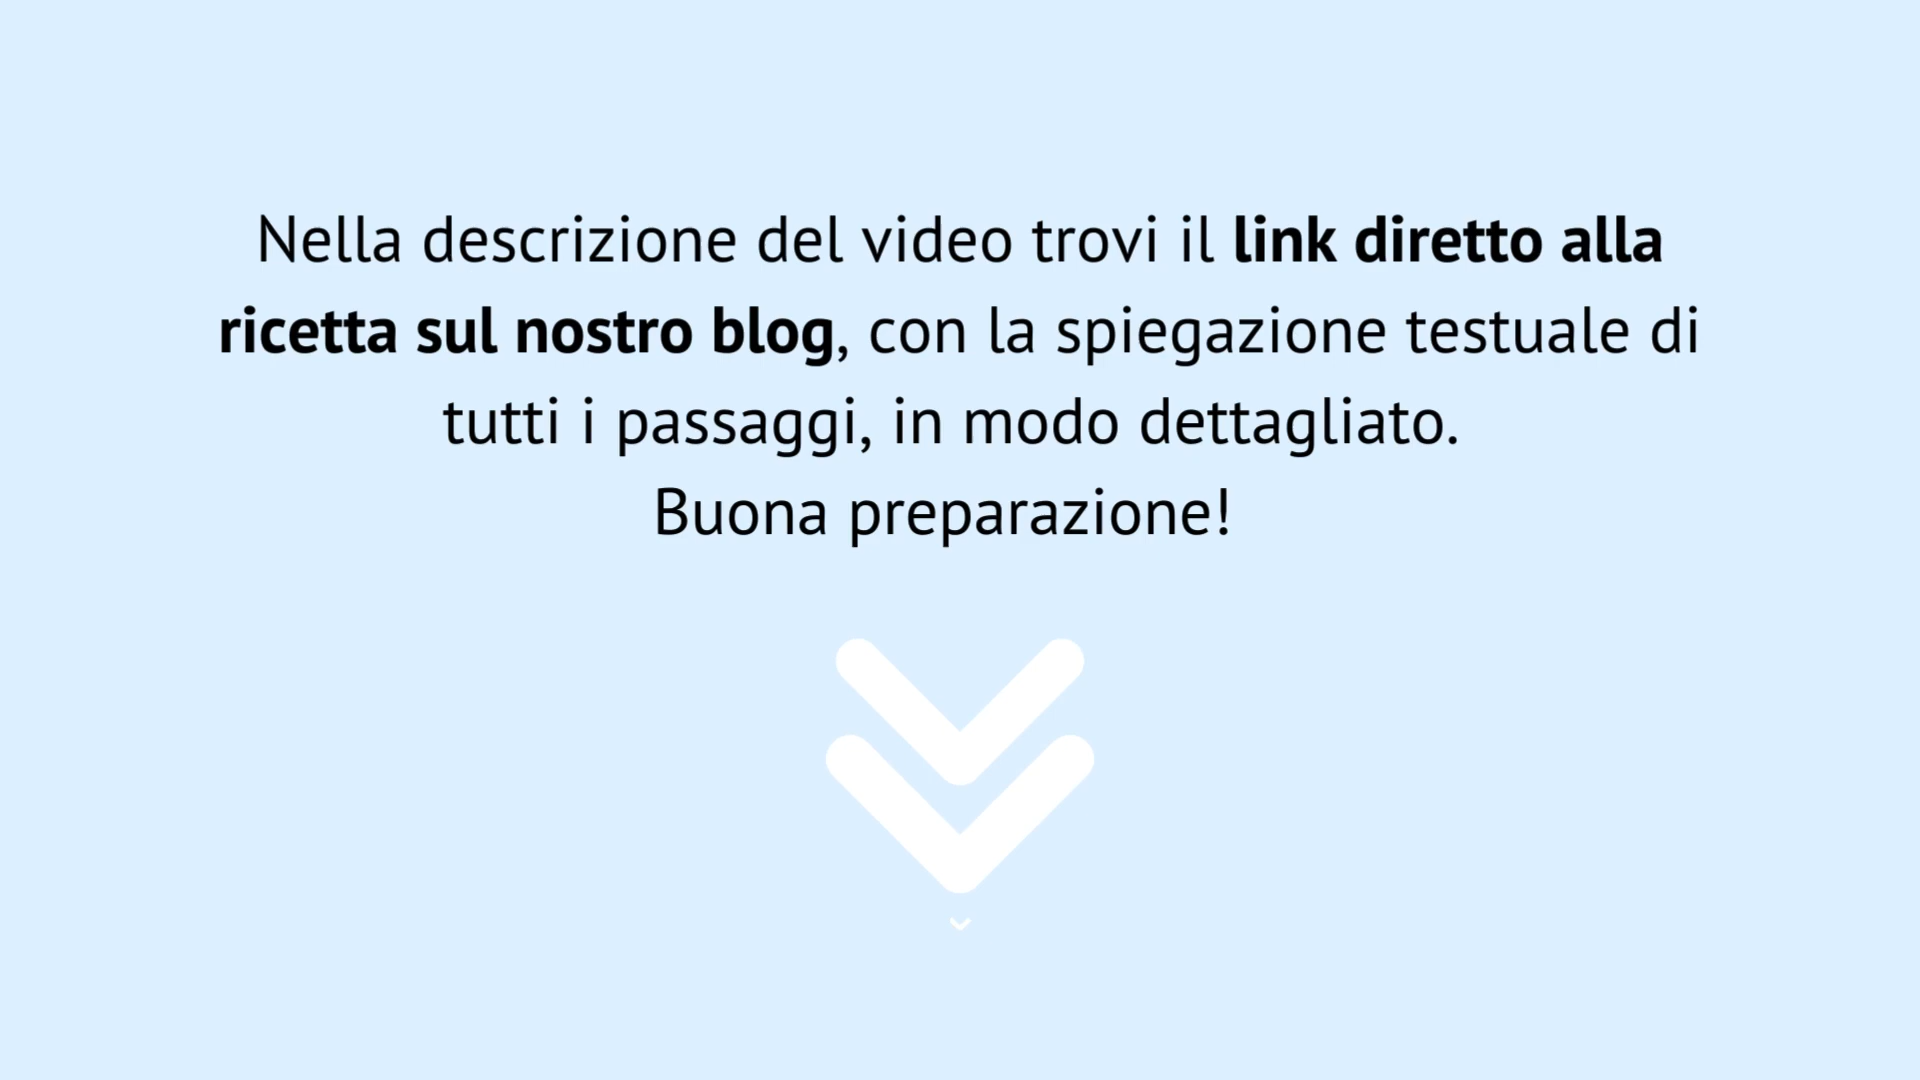 Nella descrizione del video trovi il link diretto alla
ricetta sul nostro blog, con la spiegazione testuale di
tutti i passaggi, in modo dettagliato.
Buona preparazione!